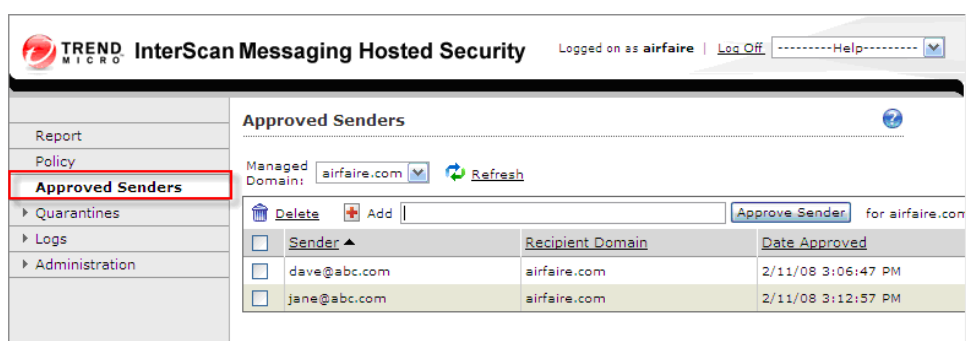 TREND MICRO InterScan Messaging Hosted Security
Logged on as airfaire | Log Off ---------Help---------
Report
Policy
Approved Senders
Quarantines
Logs
Administration
Approved Senders
Managed Domain: airfaire.com Refresh
Delete Add Approve Sender for airfaire.com
Sender Recipient Domain Date Approved
dave@abc.com airfaire.com 2/11/08 3:06:47 PM
jane@abc.com airfaire.com 2/11/08 3:12:57 PM